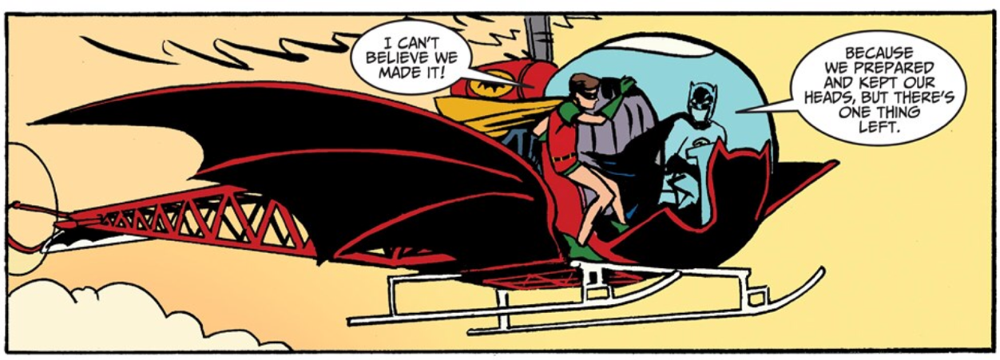 I CAN'T
BELIEVE WE
MADE IT!
BECAUSE
WE PREPARED
AND KEPT OUR
HEADS, BUT THERE'S
ONE THING
LEFT.